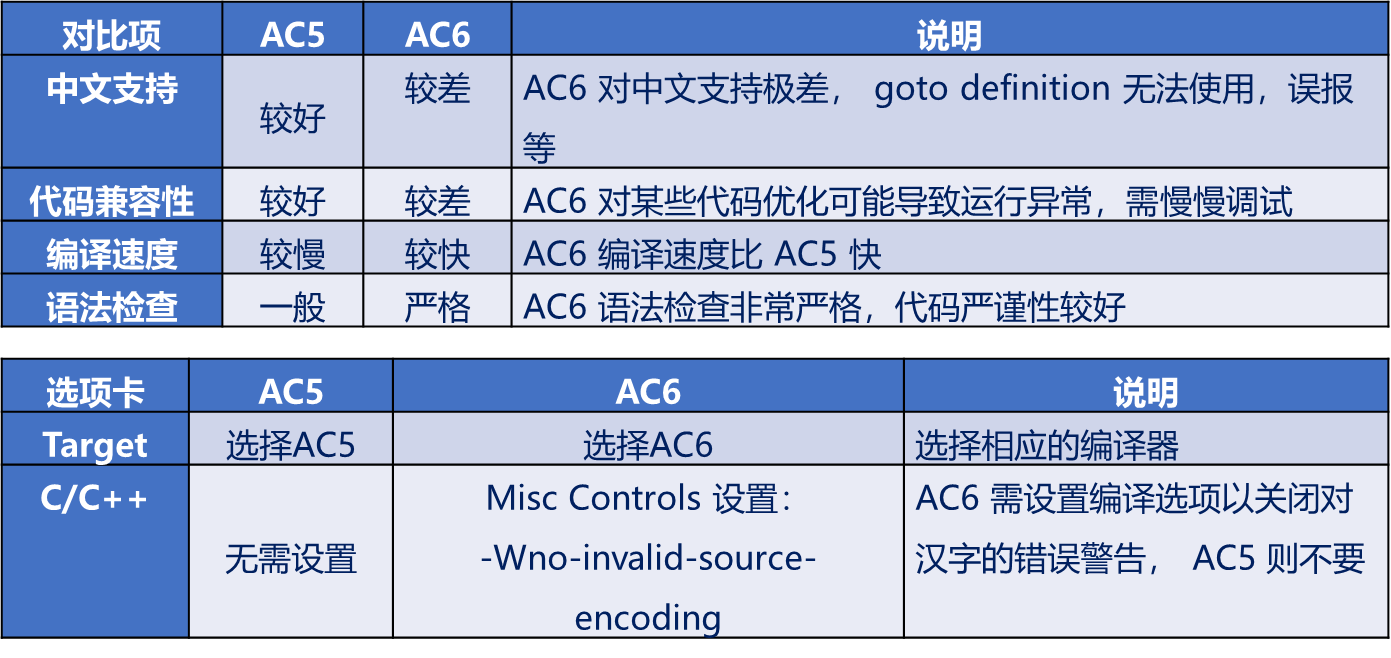 对比项 AC5 AC6 说明
中文支持 较好 较差 AC6 对中文支持极差， goto definition 无法使用，误报
等
代码兼容性 较好 较差 AC6 对某些代码优化可能导致运行异常，需慢慢调试
编译速度 较慢 较快 AC6 编译速度比 AC5 快
语法检查 一般 严格 AC6 语法检查非常严格，代码严谨性较好
选项卡 AC5 AC6 说明
Target 选择AC5 选择AC6 选择相应的编译器
C/C++ 无需设置 Misc Controls 设置： AC6 需设置编译选项以关闭对
-Wno-invalid-source- 汉字的错误警告， AC5 则不要
encoding